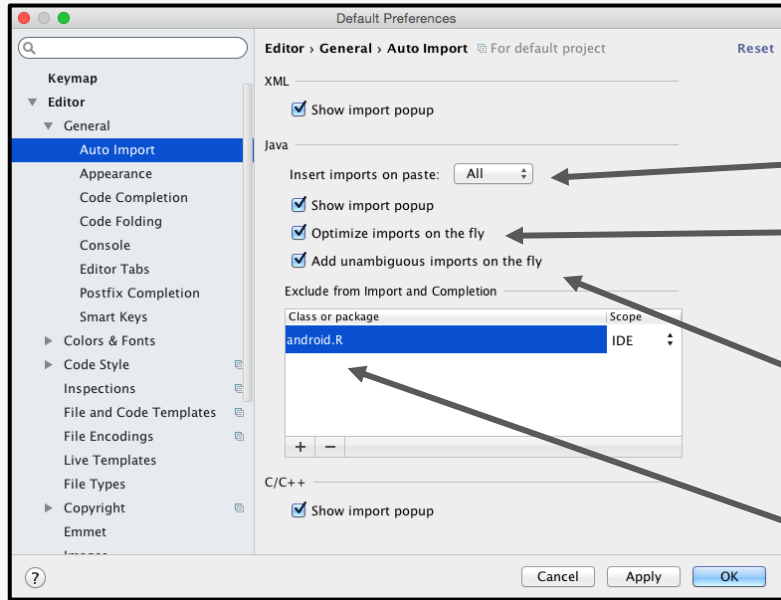 Default Preferences
Editor › General › Auto Import For default project Reset
Keymap
Editor
General
Auto Import
Appearance
Code Completion
Code Folding
Console
Editor Tabs
Postfix Completion
Smart Keys
Colors & Fonts
Code Style
Inspections
File and Code Templates
File Encodings
Live Templates
File Types
Copyright
Emmet
XML
Show import popup
Java
Insert imports on paste: All
Show import popup
Optimize imports on the fly
Add unambiguous imports on the fly
Exclude from Import and Completion
Class or package Scope
android.R IDE
+ −
C/C++
Show import popup
? Cancel Apply OK